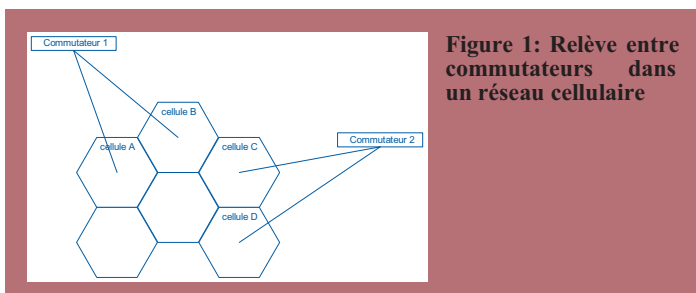 Commutateur 1
cellule B
cellule A
cellule C
Commutateur 2
cellule D
Figure 1: Relève entre
commutateurs dans
un réseau cellulaire